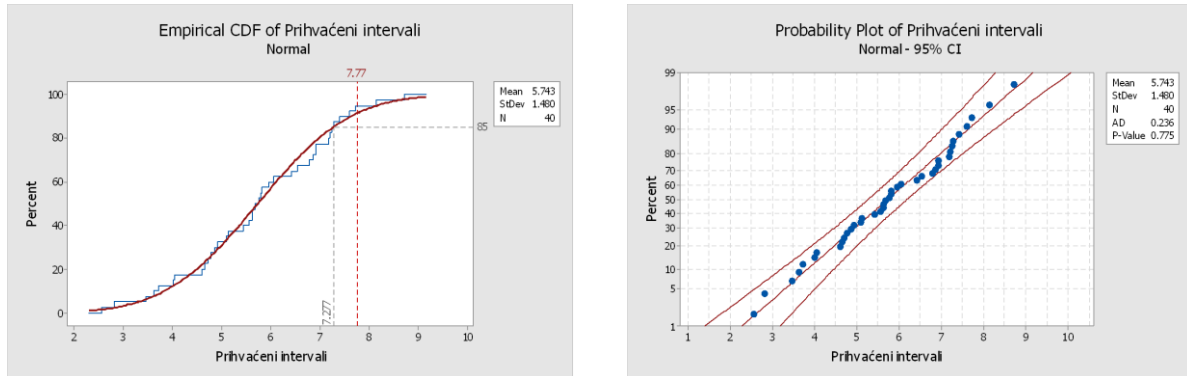 Empirical CDF of Prihvaćeni intervali
Normal
7.77
100
80
60
40
20
0
Percent
85
7.277
2 3 4 5 6 7 8 9 10
Prihvaćeni intervali
Mean 5.743
StDev 1.480
N 40
Probability Plot of Prihvaćeni intervali
Normal - 95% CI
99
95
90
80
70
60
50
40
30
20
10
5
1
Percent
1 2 3 4 5 6 7 8 9 10
Prihvaćeni intervali
Mean 5.743
StDev 1.480
N 40
AD 0.236
P-Value 0.775